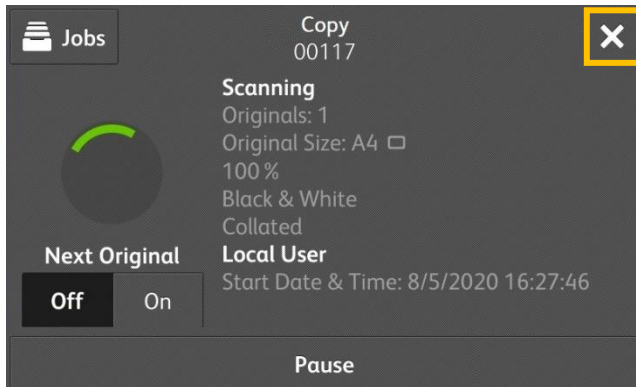 Jobs
Copy
00117
Scanning
Originals: 1
Original Size: A4
100 %
Black & White
Collated
Next Original
Local User
Off On
Start Date & Time: 8/5/2020 16:27:46
Pause